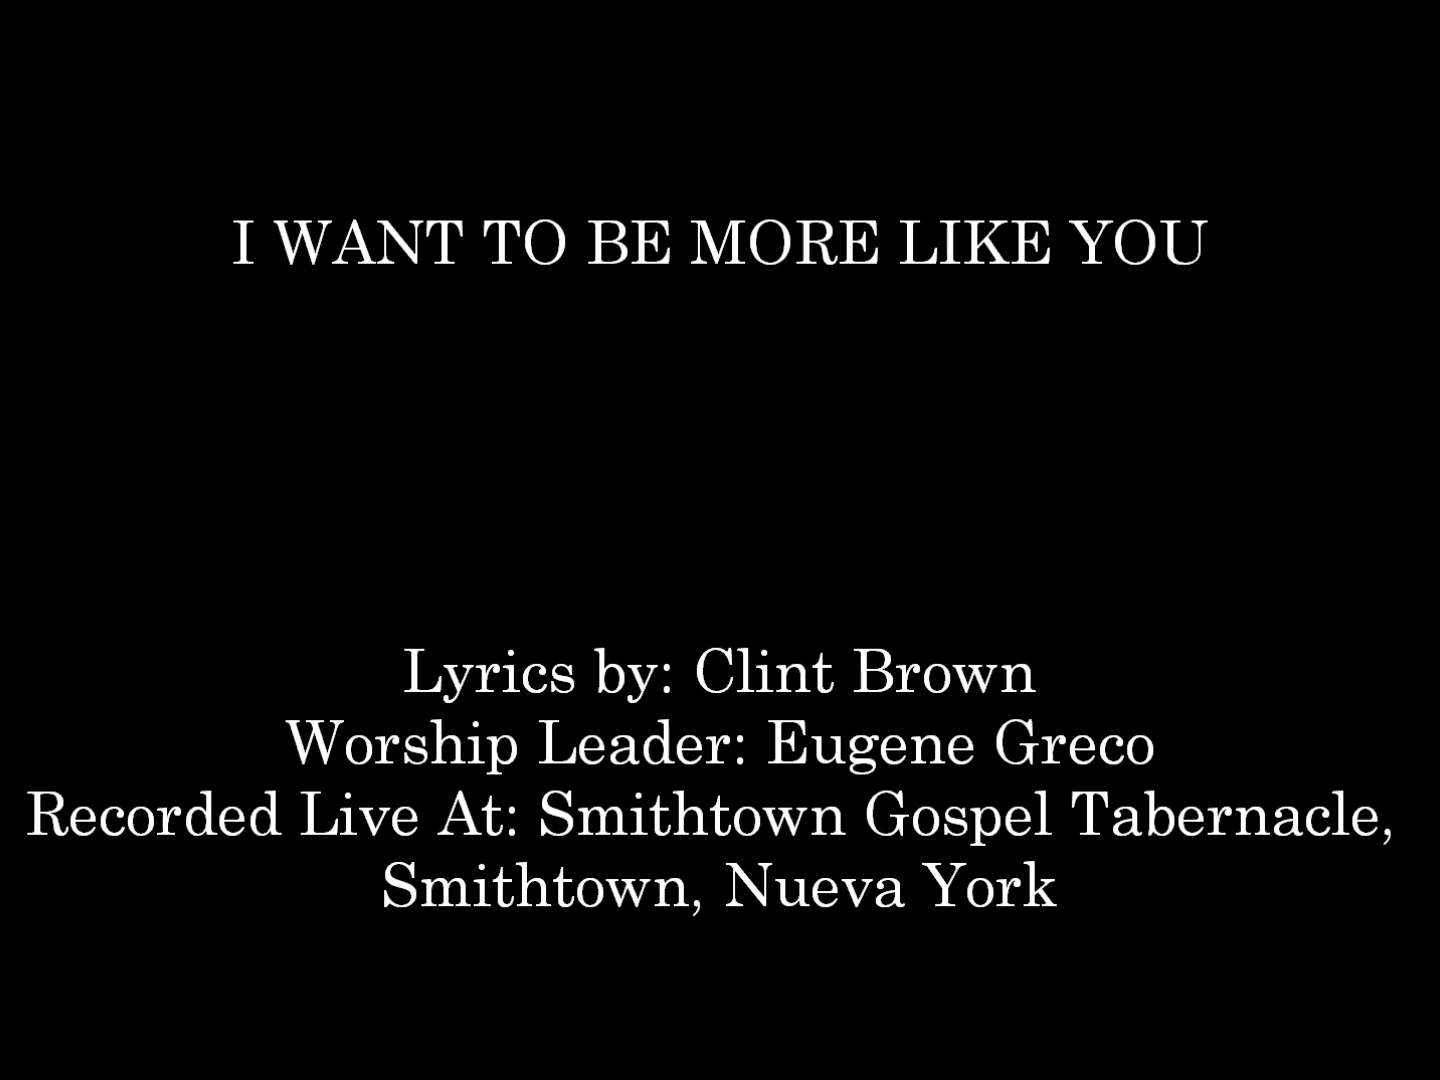 I WANT TO BE MORE LIKE YOU
Lyrics by: Clint Brown
Worship Leader: Eugene Greco
Recorded Live At: Smithtown Gospel Tabernacle,
Smithtown, Nueva York